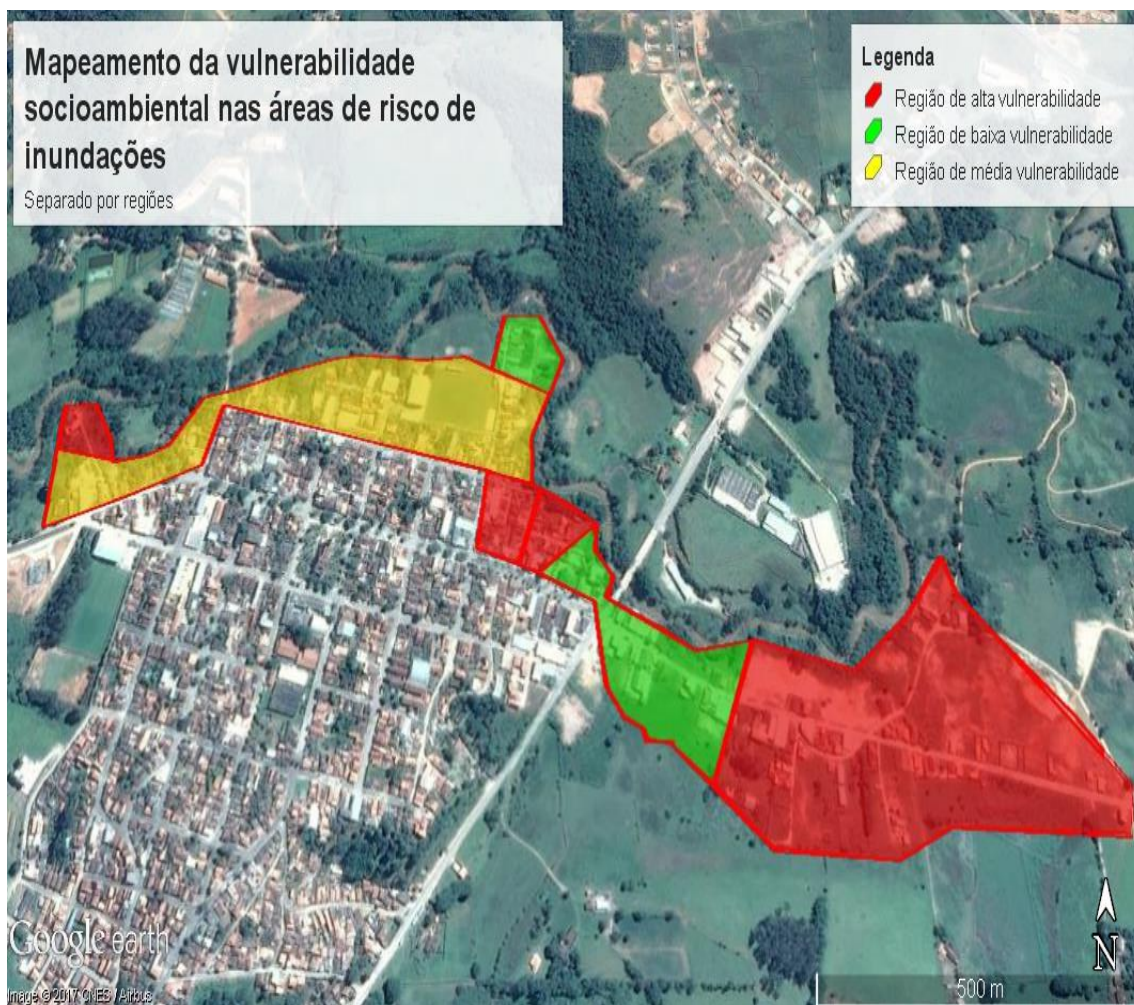 Mapeamento da vulnerabilidade
socioambiental nas áreas de risco de
inundações
Separado por regiões
Legenda
Região de alta vulnerabilidade
Região de baixa vulnerabilidade
Região de média vulnerabilidade
Google earth
Image © 2017 CNES / Airbus
N
500 m